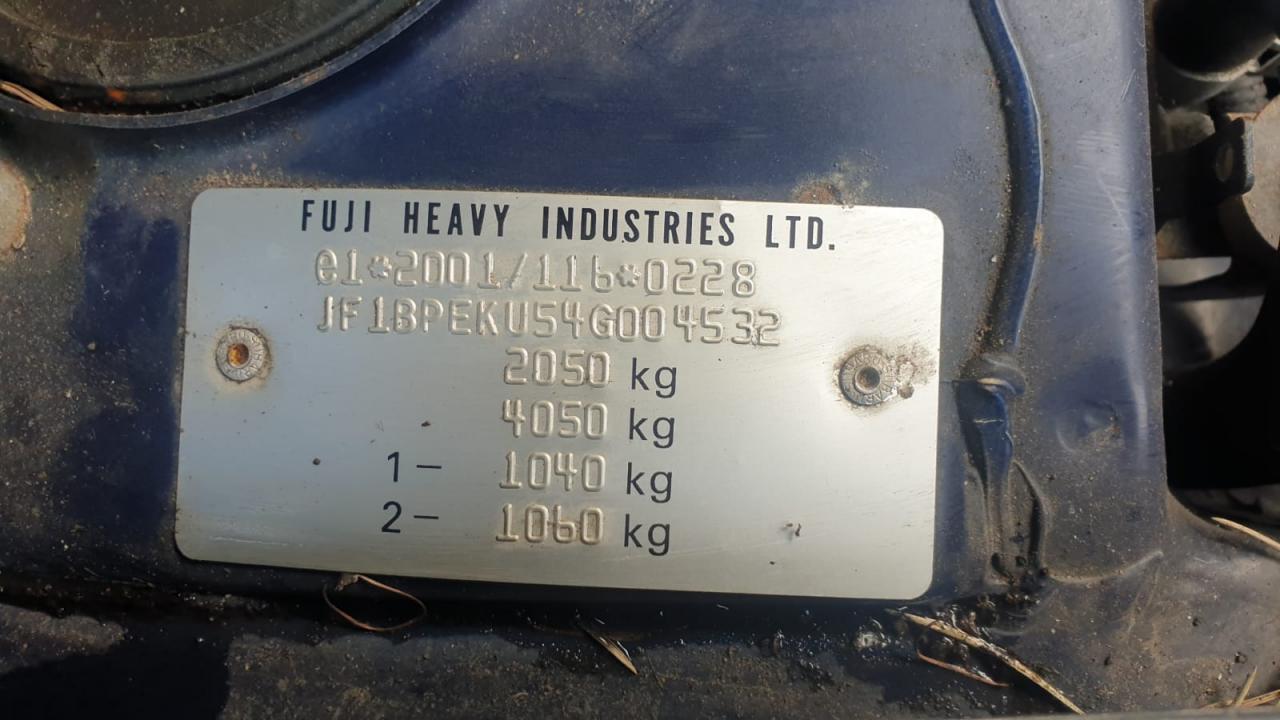 FUJI HEAVY INDUSTRIES LTD.
e1*2001/116*0228
JF1BPEKU54G004532
2050 kg
4050 kg
1- 1040 kg
2- 1060 kg